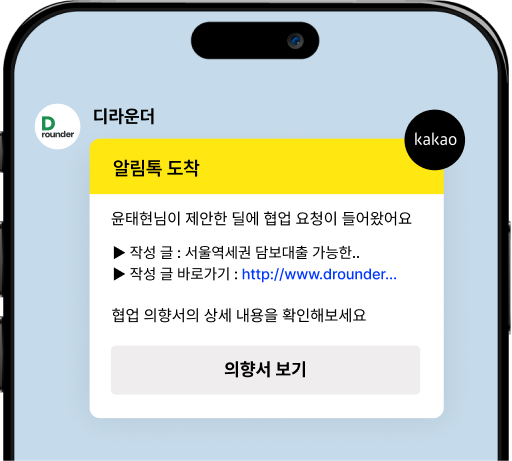 디라운더
D
rounder
kakao
알림톡 도착
윤태현님이 제안한 딜에 협업 요청이 들어왔어요
▶ 작성 글 : 서울역세권 담보대출 가능한..
▶ 작성 글 바로가기 : http://www.drounder...
협업 의향서의 상세 내용을 확인해보세요
의향서 보기